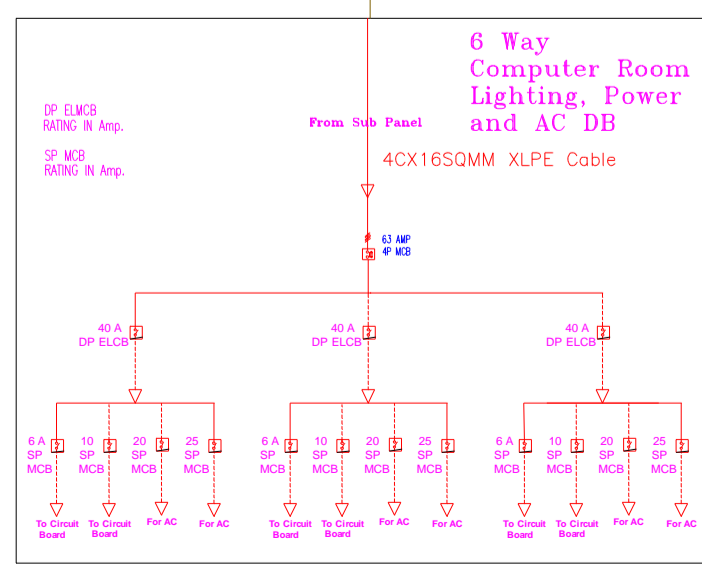 6 Way
Computer Room
Lighting, Power
and AC DB
DP ELMCB
RATING IN Amp.
From Sub Panel
SP MCB
RATING IN Amp.
4CX16SQMM XLPE Cable
63 AMP
4P MCB
40 A
DP ELCB
40 A
DP ELCB
40 A
DP ELCB
6 A
SP
MCB
10
SP
MCB
20
SP
MCB
25
SP
MCB
6 A
SP
MCB
10
SP
MCB
20
SP
MCB
25
SP
MCB
6 A
SP
MCB
10
SP
MCB
20
SP
MCB
25
SP
MCB
To Circuit
Board
To Circuit
Board
For AC
For AC
To Circuit
Board
To Circuit
Board
For AC
For AC
To Circuit
Board
To Circuit
Board
For AC
For AC